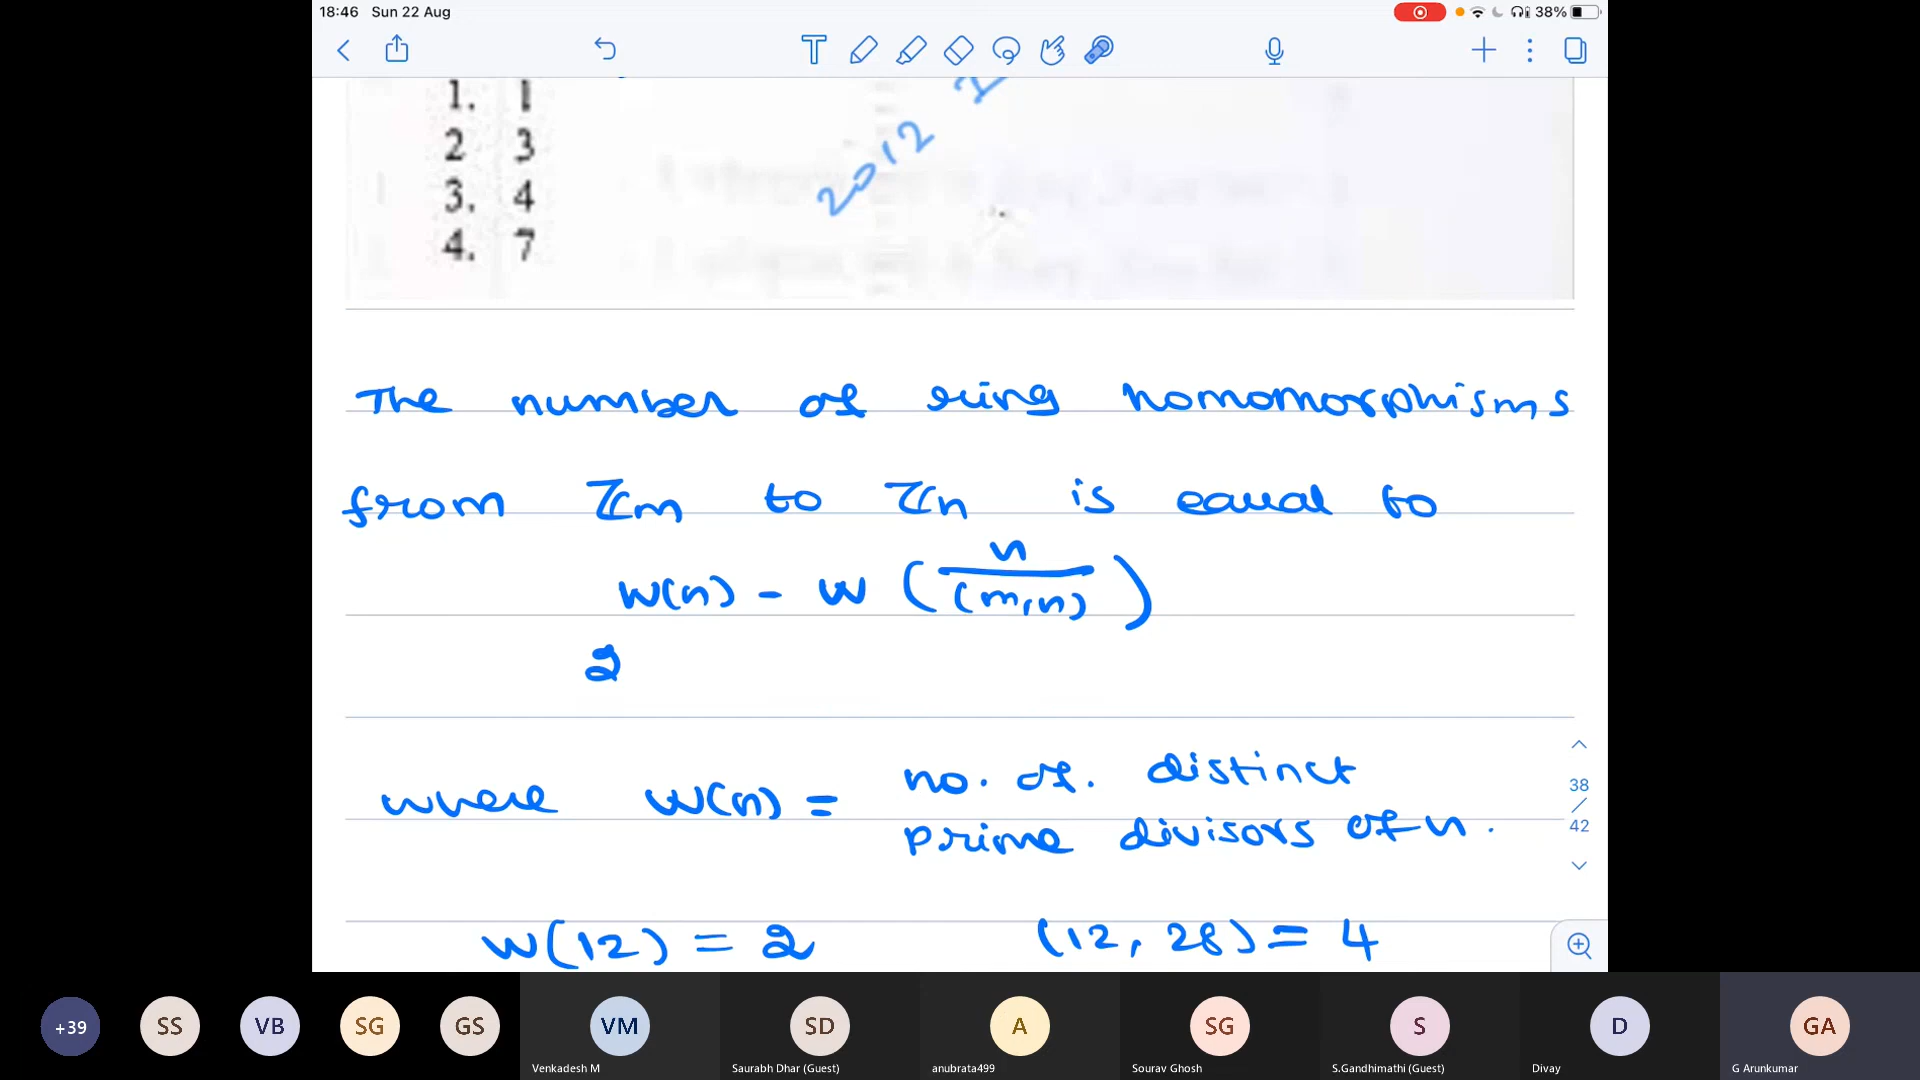 18:46 Sun 22 Aug
38%
1. 1
2 3
3. 4
4. 7
2012
The number of ring homomorphisms
from ℤm to ℤn is equal to
2^{w(n) - w(n/(m,n))}
where w(n) = no. of. distinct prime divisors of n.
w(12) = 2 (12, 28) = 4
38
/
42
+39 SS VB SG GS VM SD A SG S D GA
Venkadesh M Saurabh Dhar (Guest) anubrata499 Sourav Ghosh S.Gandhimathi (Guest) Divay G Arunkumar